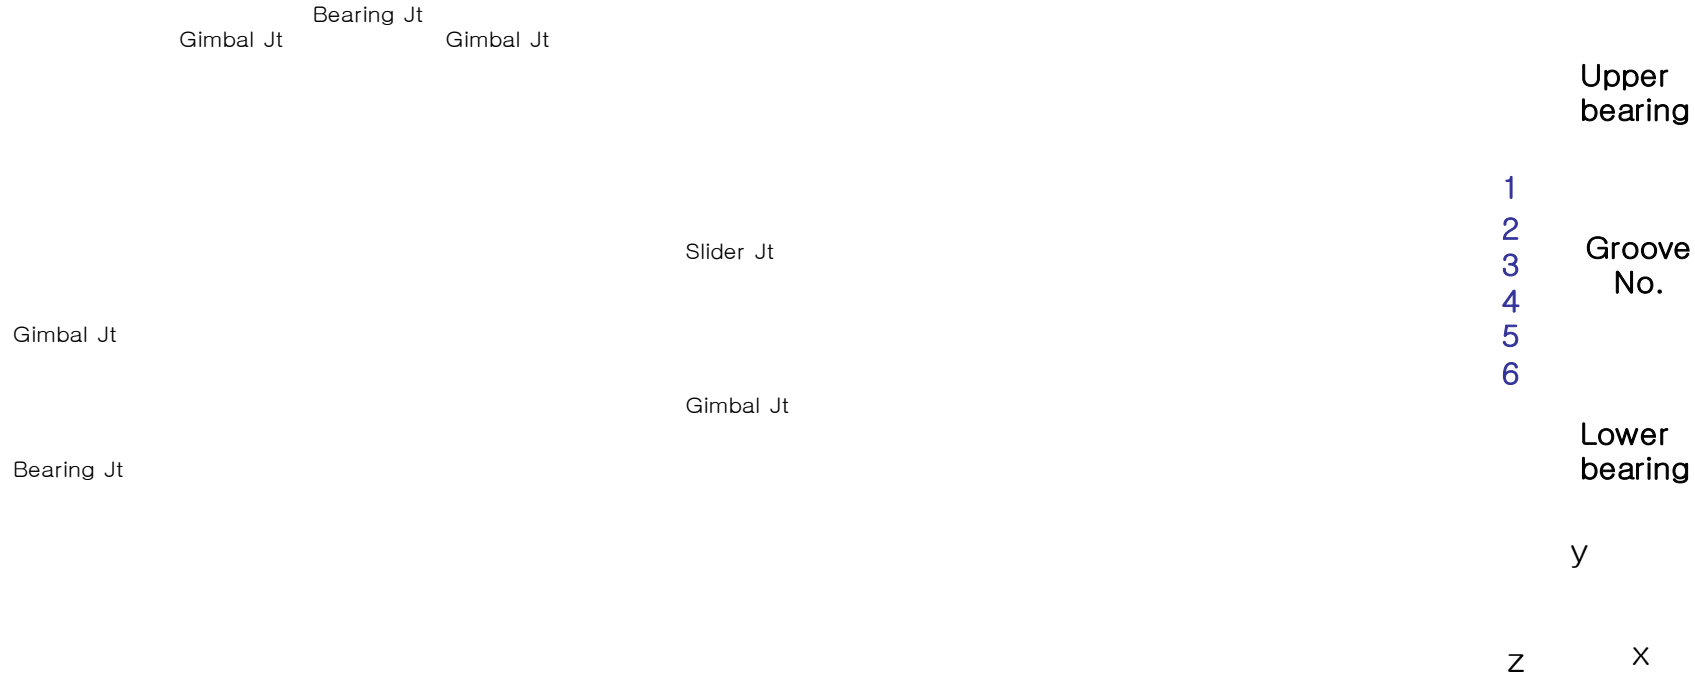 Bearing Jt
Gimbal Jt
Gimbal Jt
Slider Jt
Gimbal Jt
Gimbal Jt
Bearing Jt
Upper
bearing
1
2
3
4
5
6
Groove
No.
Lower
bearing
y
z
x